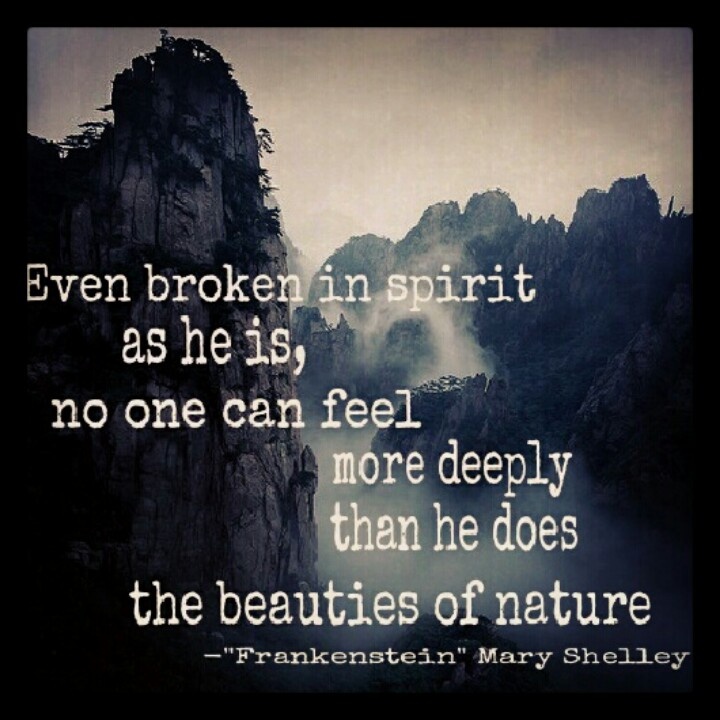 Even broken in spirit
as he is,
no one can feel
more deeply
than he does
the beauties of nature
—"Frankenstein" Mary Shelley